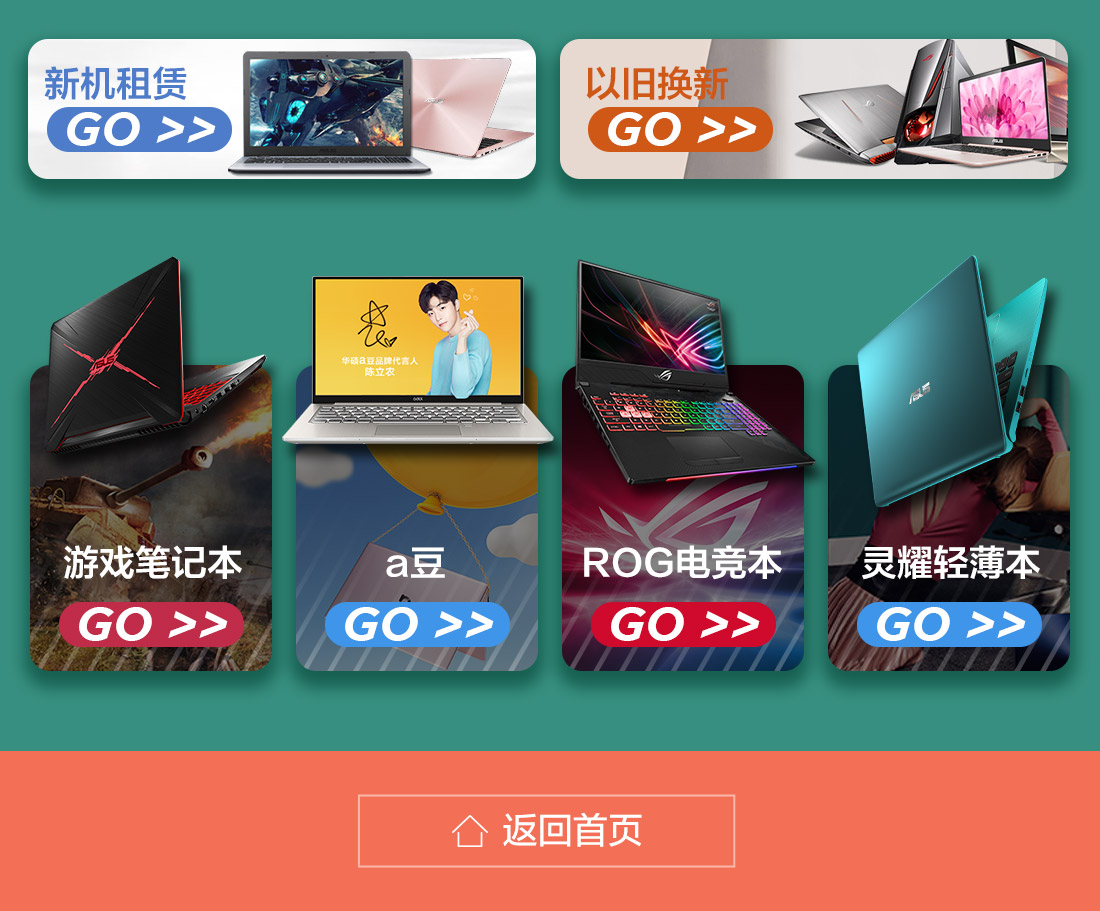 新机租赁
GO >>
以旧换新
GO >>
华硕a豆品牌代言人
陈立农
游戏笔记本
GO >>
a豆
GO >>
ROG电竞本
GO >>
灵耀轻薄本
GO >>
返回首页